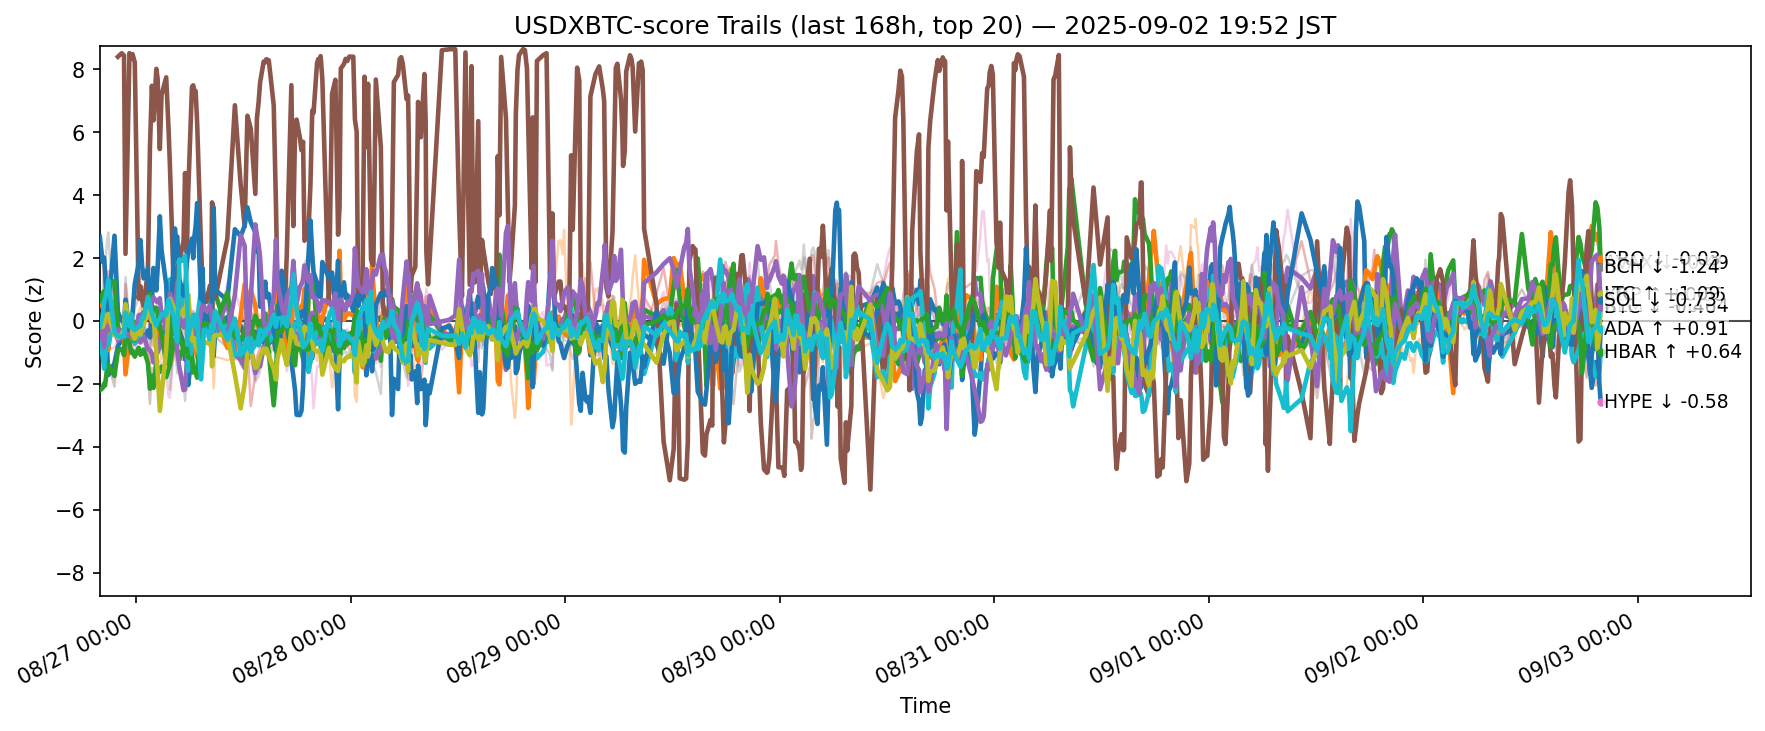 USDXBTC-score Trails (last 168h, top 20) — 2025-09-02 19:52 JST
Score (z)
8
6
4
2
0
−2
−4
−6
−8
BCH ↓ -1.24
SOL ↓
ADA ↑ +0.91
HBAR ↑ +0.64
HYPE ↓ -0.58
08/27 00:00
08/28 00:00
08/29 00:00
08/30 00:00
08/31 00:00
09/01 00:00
09/02 00:00
09/03 00:00
Time